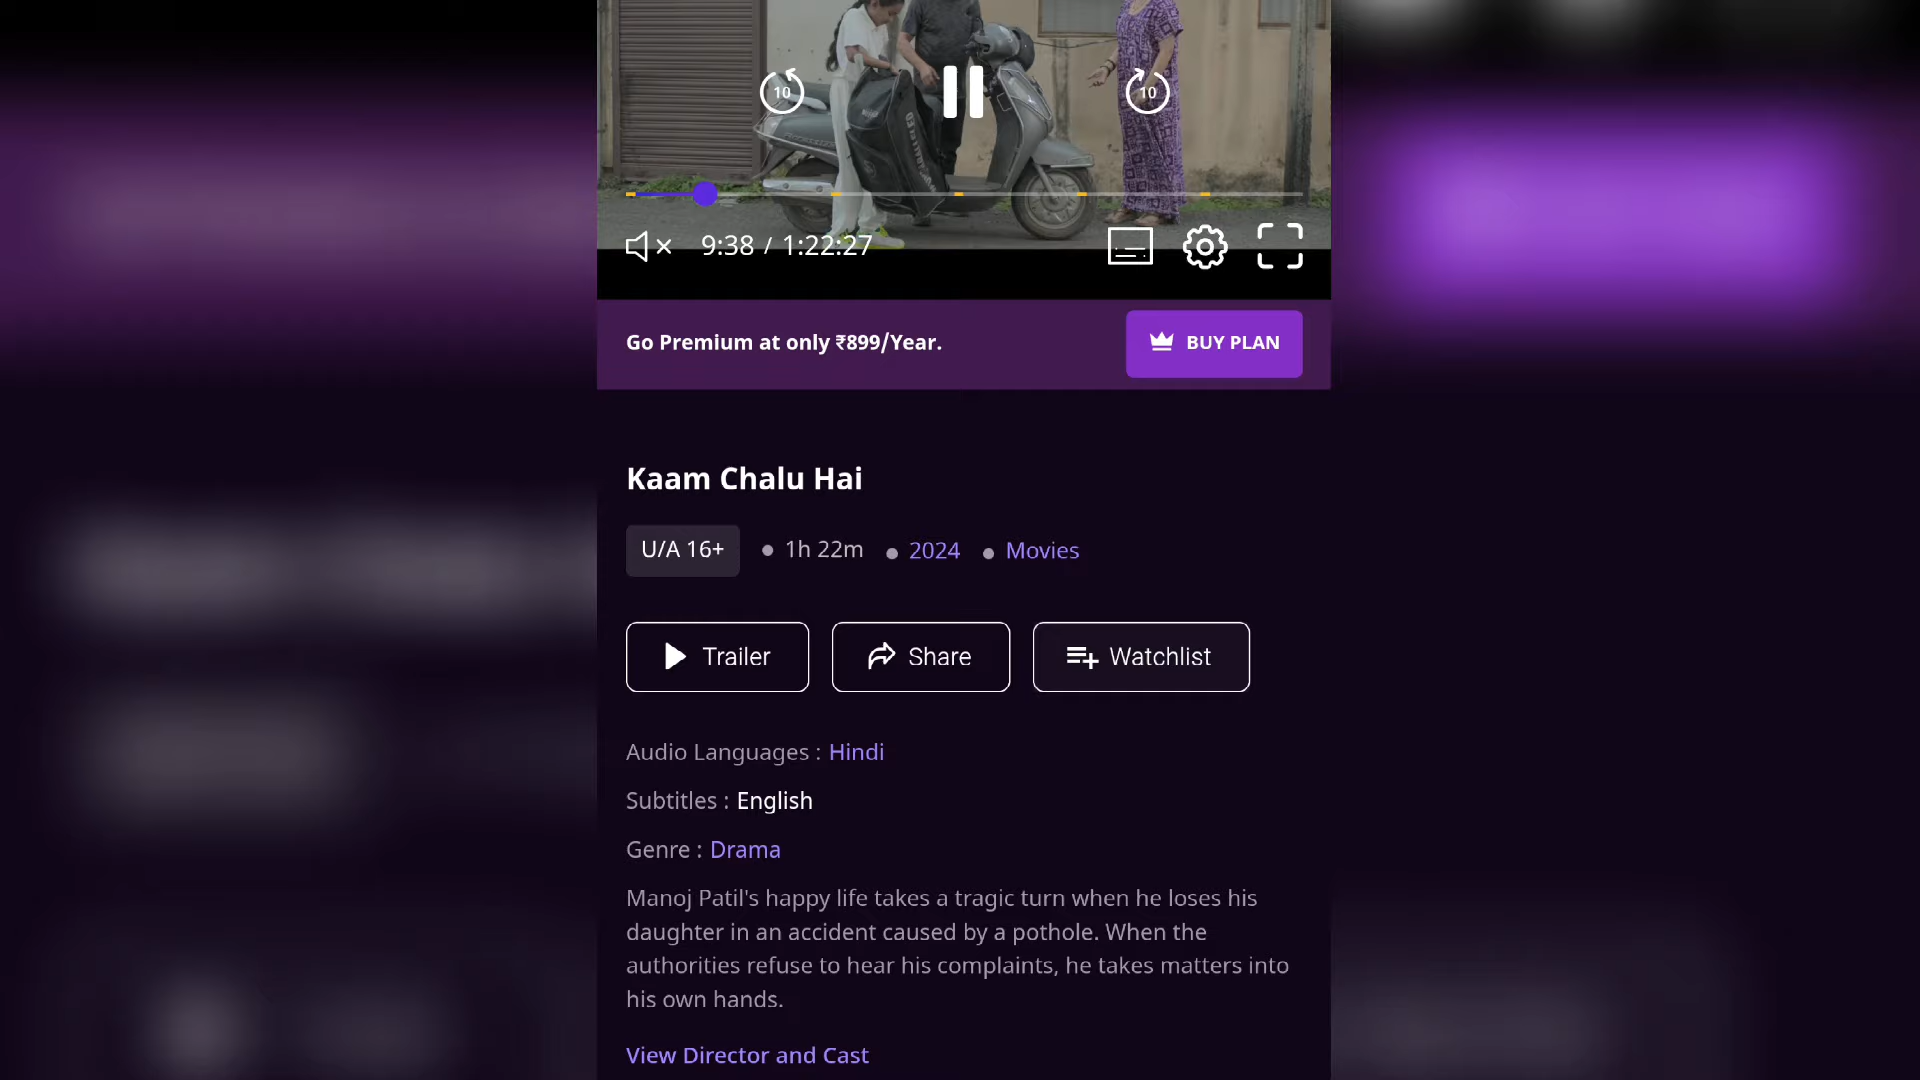 10
10
9:38 / 1:22:27
Go Premium at only ₹899/Year.
BUY PLAN
Kaam Chalu Hai
U/A 16+ • 1h 22m • 2024 • Movies
Trailer
Share
Watchlist
Audio Languages : Hindi
Subtitles : English
Genre : Drama
Manoj Patil's happy life takes a tragic turn when he loses his
daughter in an accident caused by a pothole. When the
authorities refuse to hear his complaints, he takes matters into
his own hands.
View Director and Cast